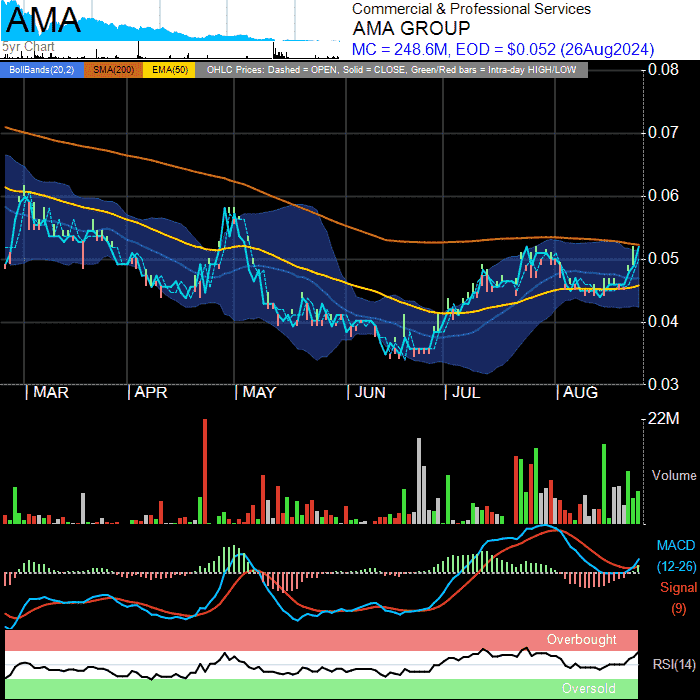 AMA
5yr. Chart
Commercial & Professional Services
AMA GROUP
MC = 248.6M, EOD = $0.052 (26Aug2024)
BollBands(20,2) SMA(200) EMA(50) OHLC Prices: Dashed = OPEN, Solid = CLOSE, Green/Red bars = Intra-day HIGH/LOW
0.08
0.07
0.06
0.05
0.04
0.03
MAR APR MAY JUN JUL AUG
22M
Volume
MACD
(12-26)
Signal
(9)
Overbought
RSI(14)
Oversold